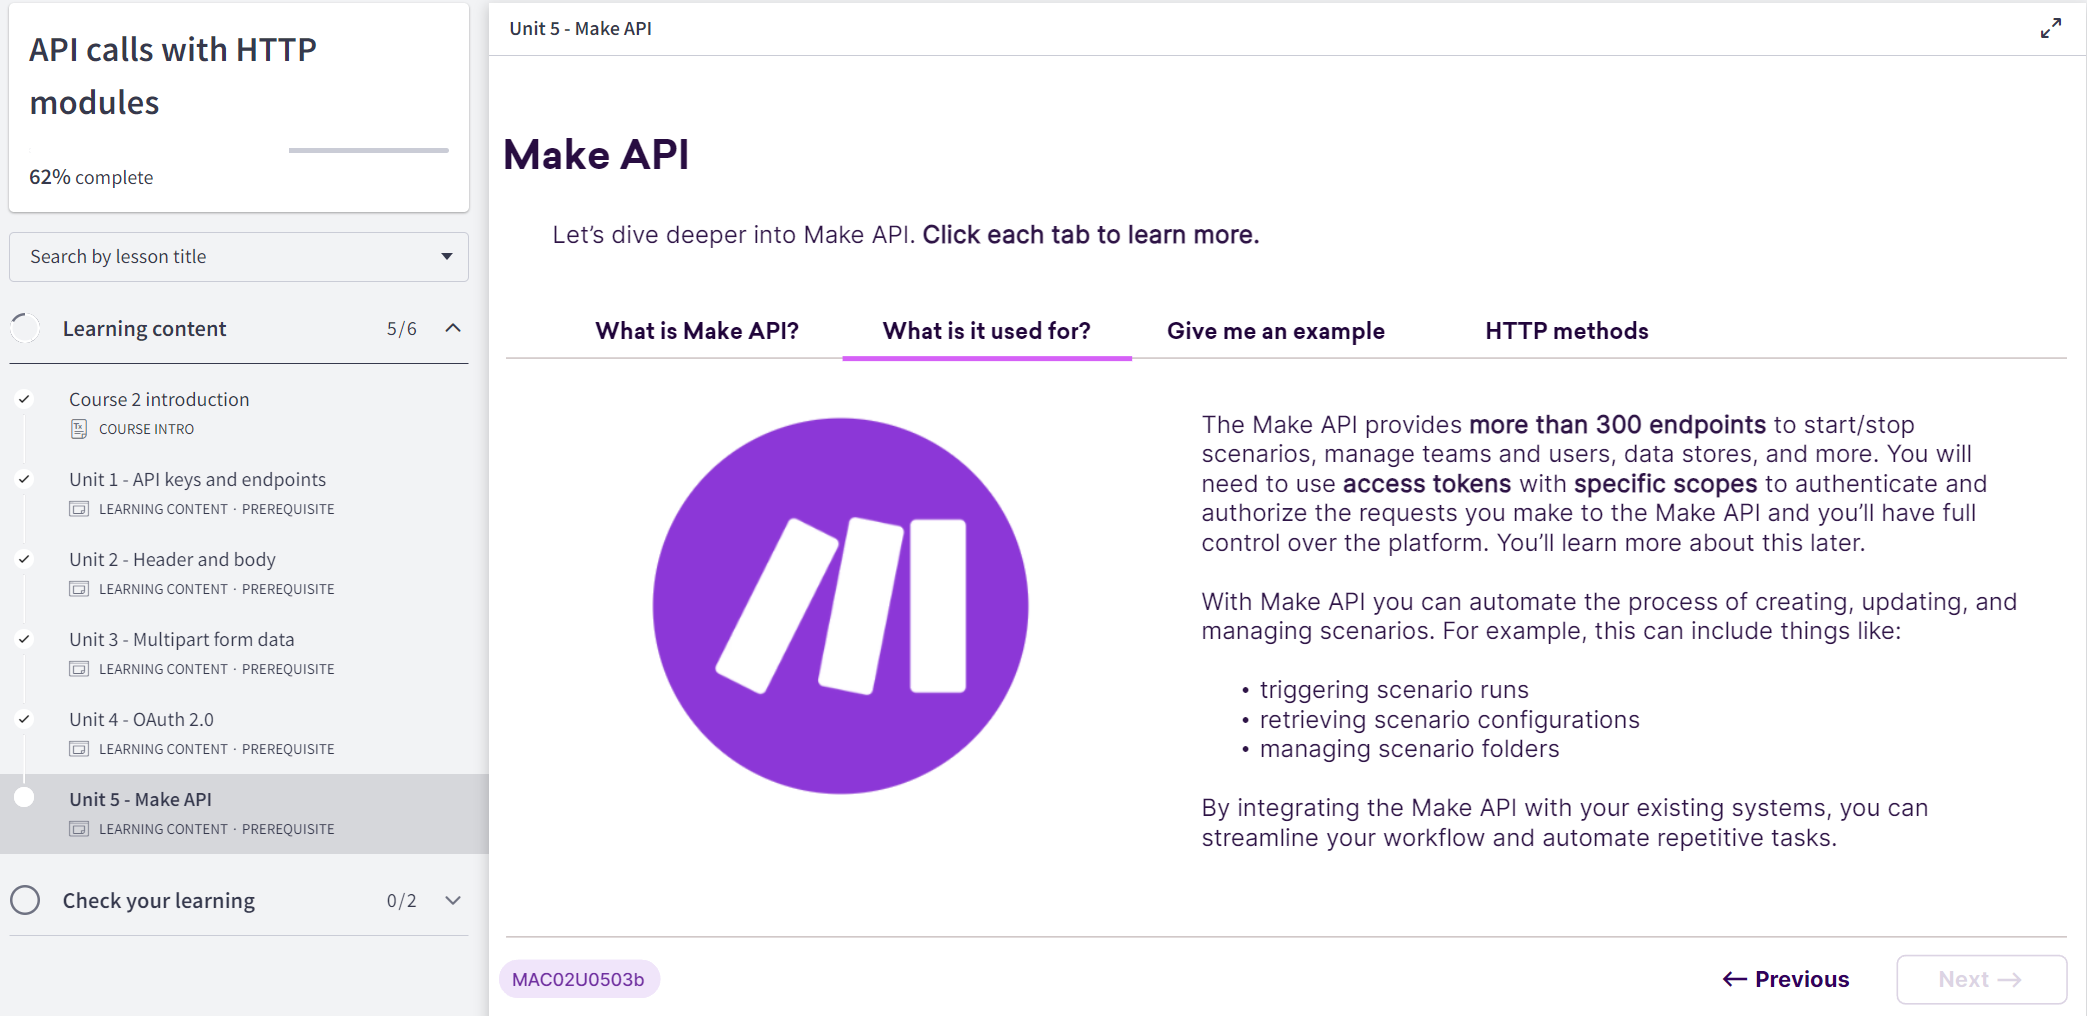 API calls with HTTP
modules
62% complete
Search by lesson title
Learning content 5/6
Course 2 introduction
COURSE INTRO
Unit 1 - API keys and endpoints
LEARNING CONTENT · PREREQUISITE
Unit 2 - Header and body
LEARNING CONTENT · PREREQUISITE
Unit 3 - Multipart form data
LEARNING CONTENT · PREREQUISITE
Unit 4 - OAuth 2.0
LEARNING CONTENT · PREREQUISITE
Unit 5 - Make API
LEARNING CONTENT · PREREQUISITE
Check your learning 0/2
Unit 5 - Make API
Make API
Let’s dive deeper into Make API. Click each tab to learn more.
What is Make API? What is it used for? Give me an example HTTP methods
The Make API provides more than 300 endpoints to start/stop
scenarios, manage teams and users, data stores, and more. You will
need to use access tokens with specific scopes to authenticate and
authorize the requests you make to the Make API and you’ll have full
control over the platform. You’ll learn more about this later.
With Make API you can automate the process of creating, updating, and
managing scenarios. For example, this can include things like:
• triggering scenario runs
• retrieving scenario configurations
• managing scenario folders
By integrating the Make API with your existing systems, you can
streamline your workflow and automate repetitive tasks.
MAC02U0503b
← Previous
Next →